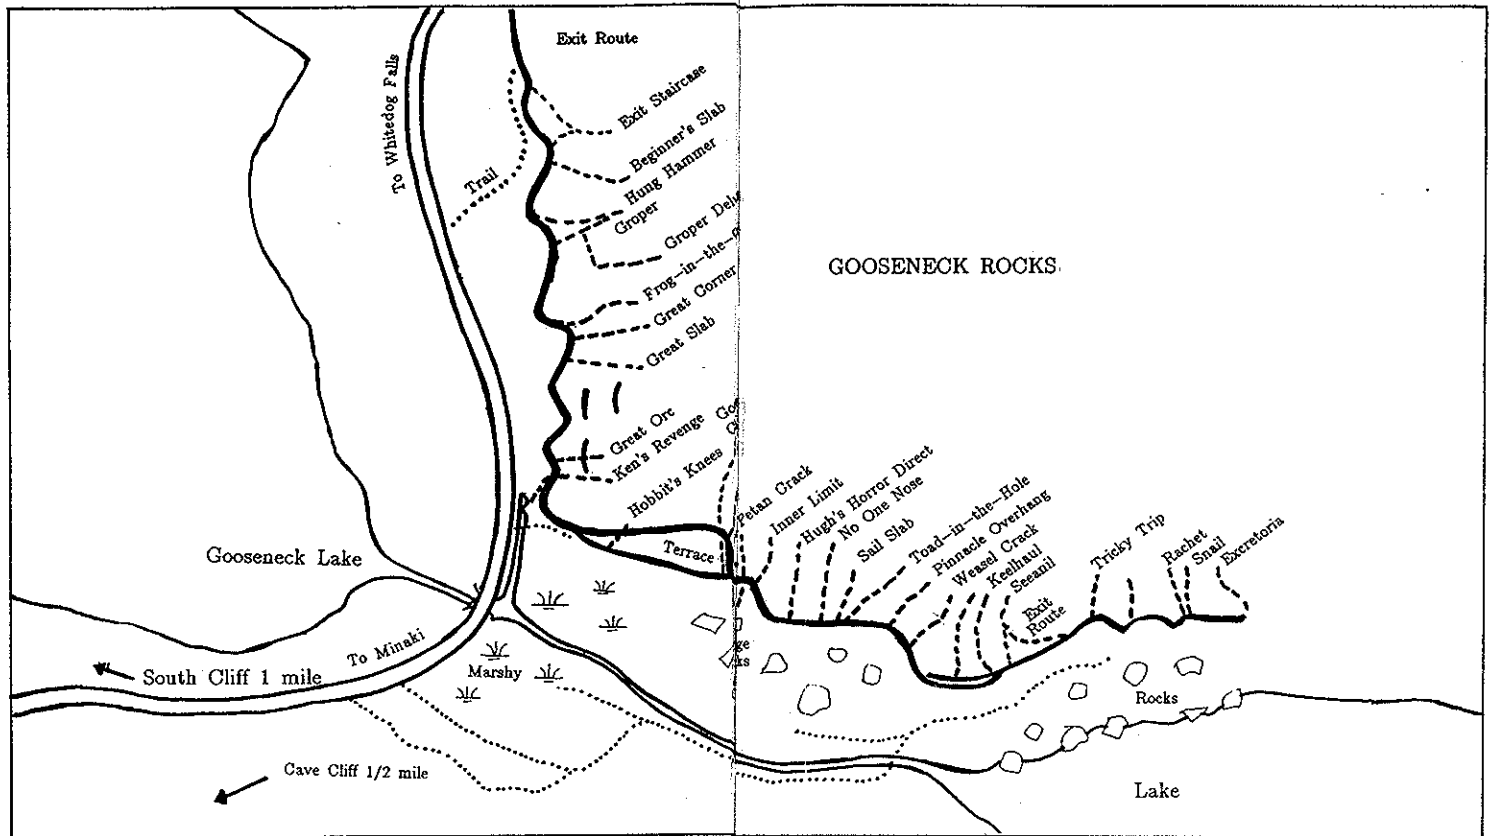 Exit Route
To Whitedog Falls
Exit Staircase
Beginner's Slab
Trail
Hung Hammer
Groper
Groper
Frog-in-the-
Great Corner
Great Slab
GOOSENECK ROCKS
Great Orc
Ken's Revenge
Hobbit's Knees
Petan Crack
Inner Limit
Hugh's Horror Direct
No One Nose
Sail Slab
Toad-in-the-Hole
Pinnacle Overhang
Weasel Crack
Keelhaul
Seeanil
Exit
Route
Tricky Trip
Rachet
Snail
Excretoria
Terrace
Gooseneck Lake
To Minaki
South Cliff 1 mile
Marshy
Rocks
Cave Cliff 1/2 mile
Lake